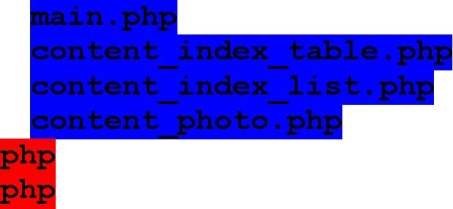 main.php
content_index_table.php
content_index_list.php
content_photo.php
php
php